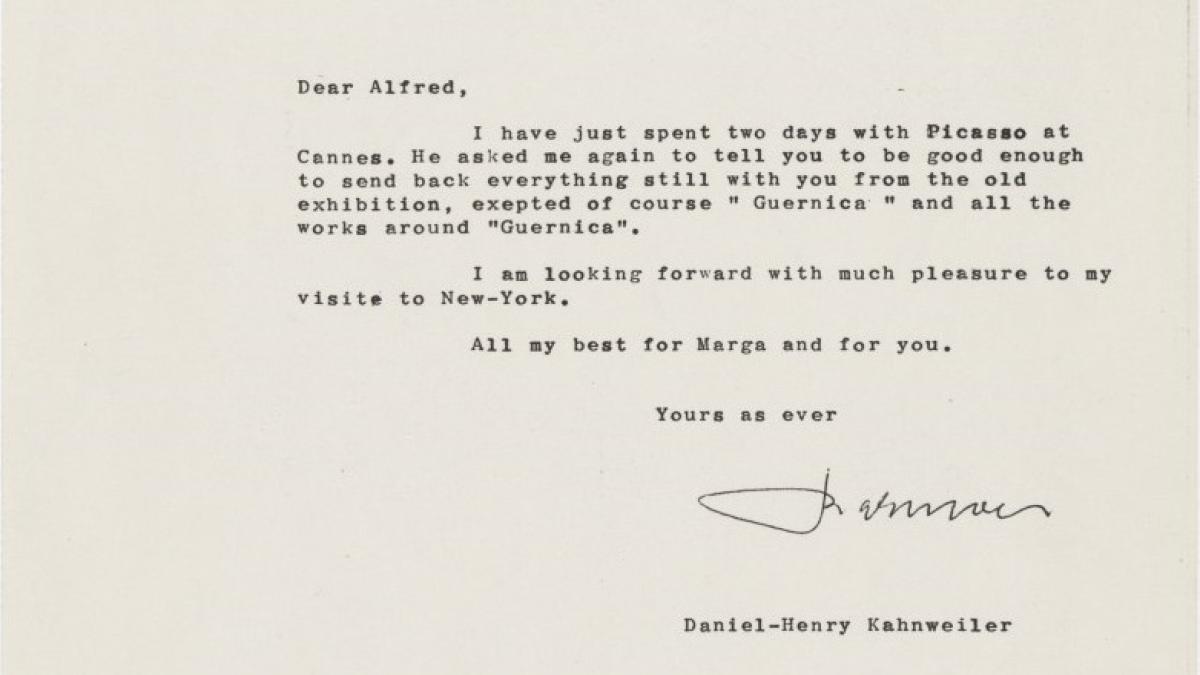 Dear Alfred,
I have just spent two days with Picasso at
Cannes. He asked me again to tell you to be good enough
to send back everything still with you from the old
exhibition, exepted of course " Guernica " and all the
works around "Guernica".
I am looking forward with much pleasure to my
visite to New-York.
All my best for Marga and for you.
Yours as ever
Daniel-Henry Kahnweiler